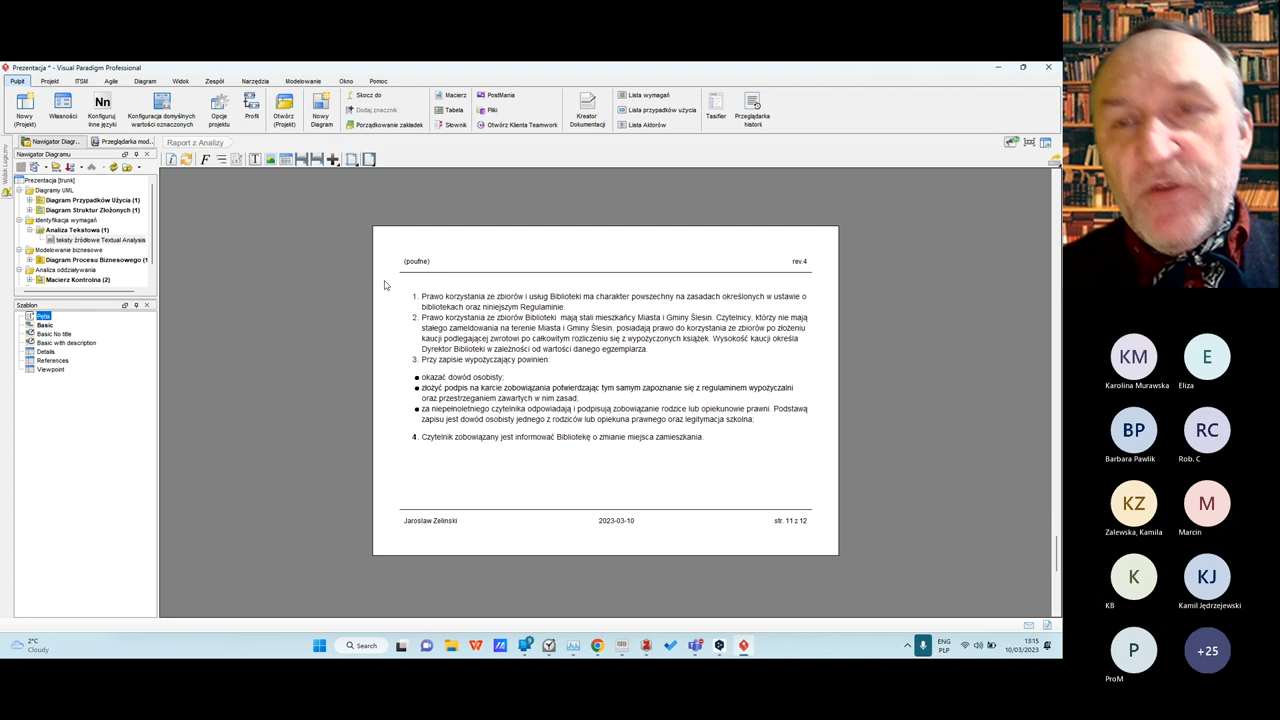 Prezentacja * - Visual Paradigm Professional
Pulpit Projekt ITSM Agile Diagram Widok Zespół Narzędzia Modelowanie Okno Pomoc
Nowy (Projekt)
Własności
Nn
Konfiguruj Inne języki
Konfiguracja domyślnych wartości oznaczonych
Opcje projektu
Profil
Otwórz (Projekt)
Nowy Diagram
Skocz do
Dodaj znacznik
Porządkowanie zakładek
Macierz
Tabela
Słownik
PostMania
Pliki
Otwórz Klienta Teamwork
Kreator Dokumentacji
Lista wymagań
Lista przypadków użycia
Lista Aktorów
Tasifier
Przeglądarka historii
Widok Logiczny
Nawigator Diagr...
Przeglądarka mod...
Raport z Analizy
Nawigator Diagramu
Prezentacja [trunk]
Diagramy UML
Diagram Przypadków Użycia (1)
Diagram Struktur Złożonych (1)
Identyfikacja wymagań
Analiza Tekstowa (1)
teksty źródłowe Textual Analysis
Modelowanie biznesowe
Diagram Procesu Biznesowego (1
Analiza oddziaływania
Macierz Kontrolna (2)
Szablon
Pętla
Basic
Basic No title
Basic with description
Details
References
Viewpoint
(poufne) rev.4
1. Prawo korzystania ze zbiorów i usług Biblioteki ma charakter powszechny na zasadach określonych w ustawie o
bibliotekach oraz niniejszym Regulaminie.
2. Prawo korzystania ze zbiorów Biblioteki mają stali mieszkańcy Miasta i Gminy Ślesin. Czytelnicy, którzy nie mają
stałego zameldowania na terenie Miasta i Gminy Ślesin, posiadają prawo do korzystania ze zbiorów po złożeniu
kaucji podlegającej zwrotowi po całkowitym rozliczeniu się z wypożyczonych książek. Wysokość kaucji określa
Dyrektor Biblioteki w zależności od wartości danego egzemplarza.
3. Przy zapisie wypożyczający powinien:
● okazać dowód osobisty;
● złożyć podpis na karcie zobowiązania potwierdzając tym samym zapoznanie się z regulaminem wypożyczalni
oraz przestrzeganiem zawartych w nim zasad;
● za niepełnoletniego czytelnika odpowiadają i podpisują zobowiązanie rodzice lub opiekunowie prawni. Podstawą
zapisu jest dowód osobisty jednego z rodziców lub opiekuna prawnego oraz legitymacja szkolna;
4. Czytelnik zobowiązany jest informować Bibliotekę o zmianie miejsca zamieszkania.
Jaroslaw Zelinski 2023-03-10 str. 11 z 12
2°C
Cloudy
Search
ENG
PLP
13:15
10/03/2023
KM
Karolina Murawska
E
Eliza
BP
Barbara Pawlik
RC
Rob. C
KZ
Zalewska, Kamila
M
Marcin
K
KB
KJ
Kamil Jędrzejewski
P
ProM
+25